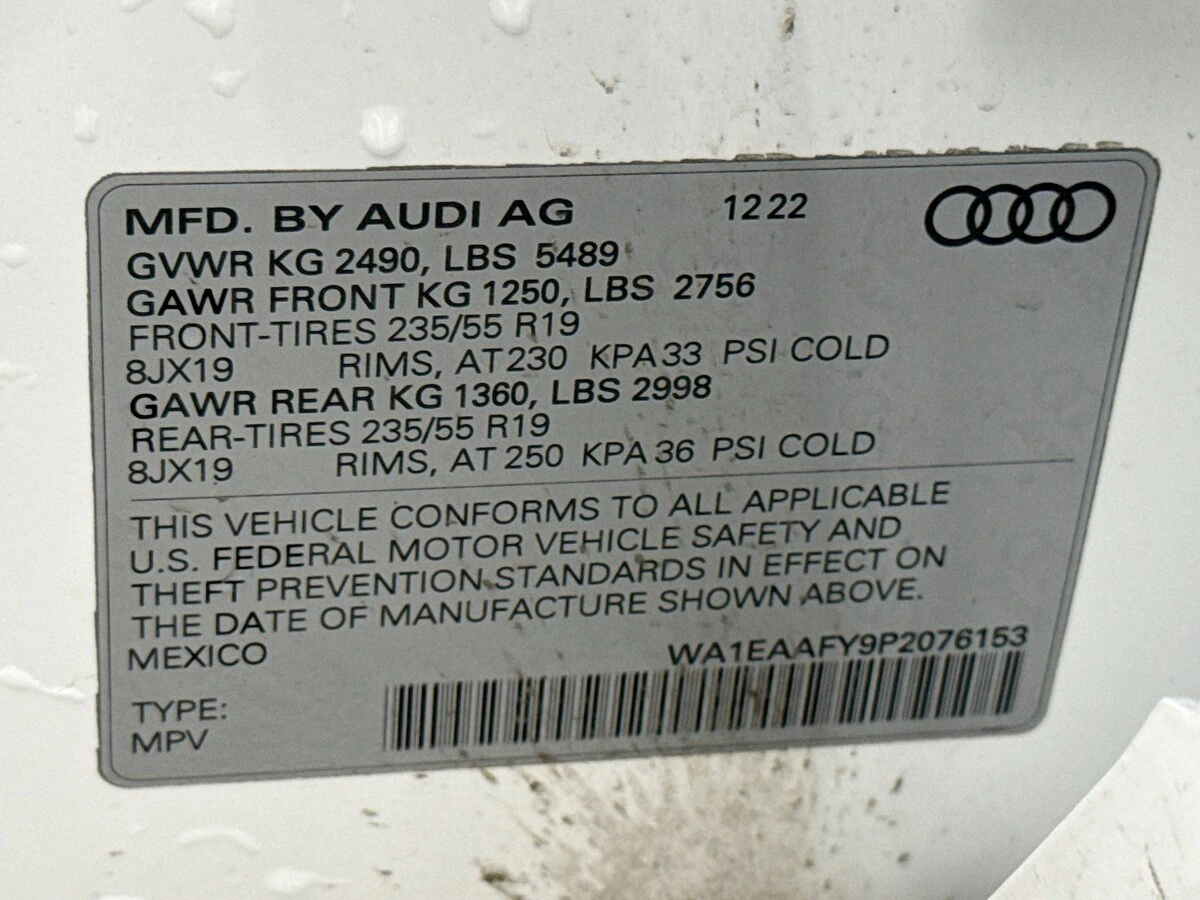 MFD. BY AUDI AG 12 22
GVWR KG 2490, LBS 5489
GAWR FRONT KG 1250, LBS 2756
FRONT-TIRES 235/55 R19
8JX19 RIMS, AT 230 KPA 33 PSI COLD
GAWR REAR KG 1360, LBS 2998
REAR-TIRES 235/55 R19
8JX19 RIMS, AT 250 KPA 36 PSI COLD
THIS VEHICLE CONFORMS TO ALL APPLICABLE
U.S. FEDERAL MOTOR VEHICLE SAFETY AND
THEFT PREVENTION STANDARDS IN EFFECT ON
THE DATE OF MANUFACTURE SHOWN ABOVE.
MEXICO WA1EAAFY9P2076153
TYPE:
MPV